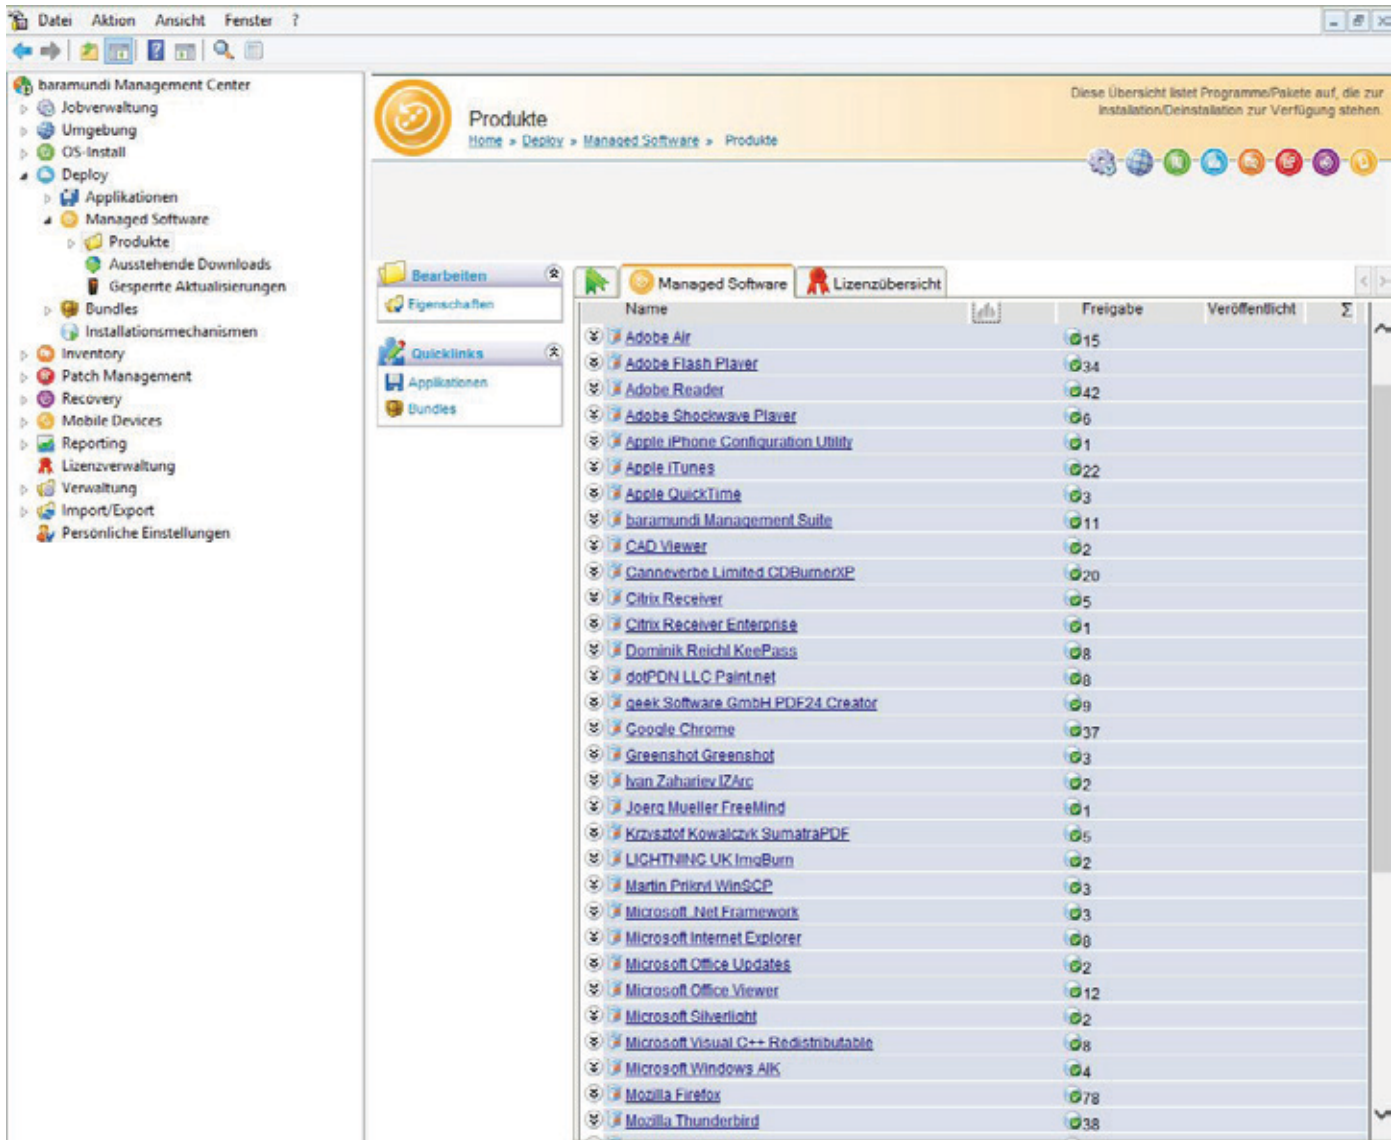 Datei Aktion Ansicht Fenster ?
baramundi Management Center
Jobverwaltung
Umgebung
OS-Install
Deploy
Applikationen
Managed Software
Produkte
Ausstehende Downloads
Gesperrte Aktualisierungen
Bundles
Installationsmechanismen
Inventory
Patch Management
Recovery
Mobile Devices
Reporting
Lizenzverwaltung
Verwaltung
Import/Export
Persönliche Einstellungen
Produkte
Home » Deploy » Managed Software » Produkte
Diese Übersicht listet Programme/Pakete auf, die zur
Installation/Deinstallation zur Verfügung stehen.
Bearbeiten
Eigenschaften
Quicklinks
Applikationen
Bundles
Managed Software Lizenzübersicht
Name Freigabe Veröffentlicht Σ
Adobe Air 15
Adobe Flash Player 34
Adobe Reader 42
Adobe Shockwave Player 6
Apple iPhone Configuration Utility 1
Apple iTunes 22
Apple QuickTime 3
baramundi Management Suite 11
CAD Viewer 2
Canneverbe Limited CDBurnerXP 20
Citrix Receiver 5
Citrix Receiver Enterprise 1
Dominik Reichl KeePass 8
dotPDN LLC Paint.net 8
geek Software GmbH PDF24 Creator 9
Google Chrome 37
Greenshot Greenshot 3
Ivan Zahariev IZArc 2
Joerg Mueller FreeMind 1
Krzysztof Kowalczyk SumatraPDF 5
LIGHTNING UK ImgBurn 2
Martin Prikryl WinSCP 3
Microsoft .Net Framework 3
Microsoft Internet Explorer 8
Microsoft Office Updates 2
Microsoft Office Viewer 12
Microsoft Silverlight 2
Microsoft Visual C++ Redistributable 8
Microsoft Windows AIK 4
Mozilla Firefox 78
Mozilla Thunderbird 38